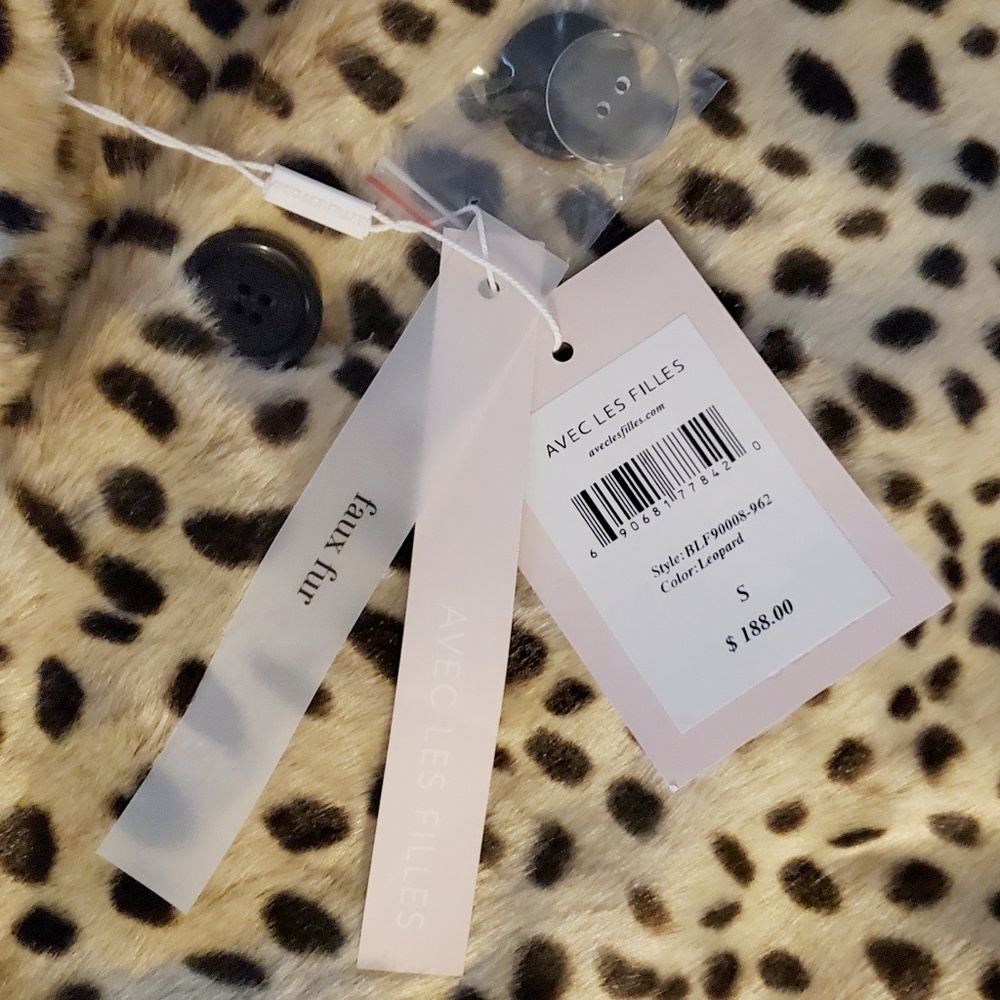 faux fur
AVEC LES FILLES
AVEC LES FILLES
aveclesfilles.com
6 90681 77842 0
Style:BLF90008-962
Color:Leopard
S
$ 188.00